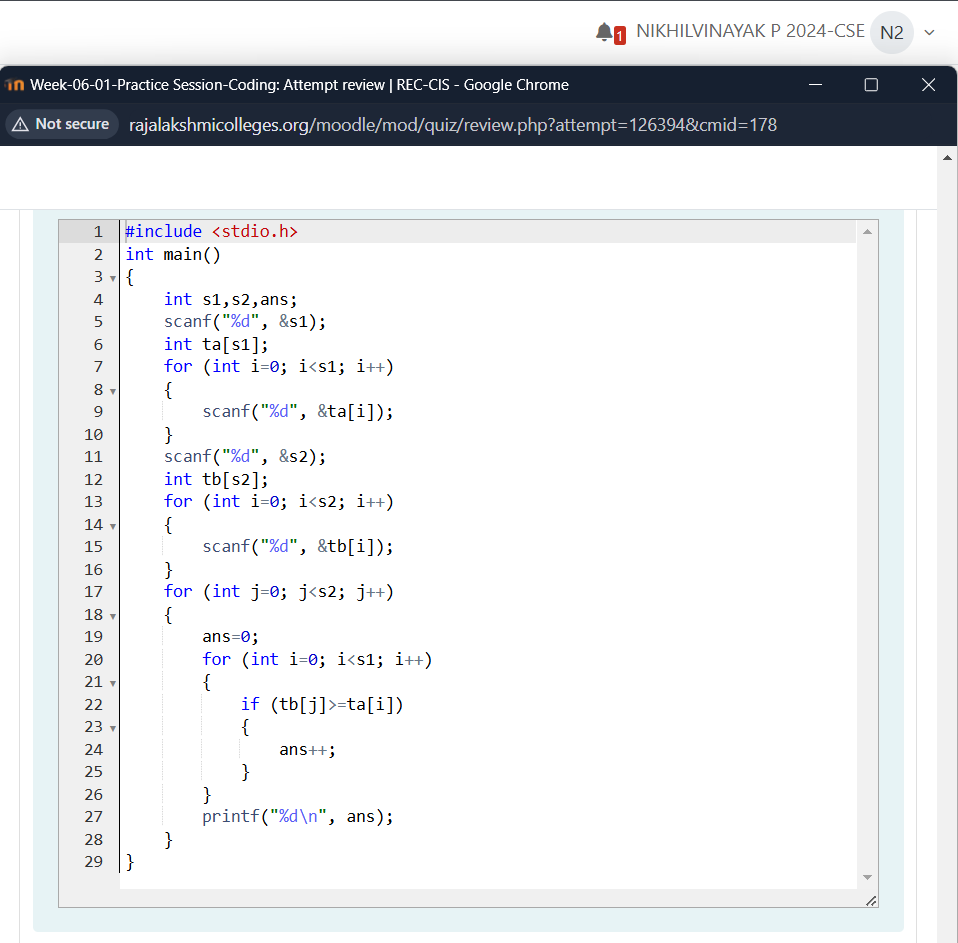 1 NIKHILVINAYAK P 2024-CSE N2
Week-06-01-Practice Session-Coding: Attempt review | REC-CIS - Google Chrome
Not secure rajalakshmicolleges.org/moodle/mod/quiz/review.php?attempt=126394&cmid=178
1 #include <stdio.h>
2 int main()
3 {
4     int s1,s2,ans;
5     scanf("%d", &s1);
6     int ta[s1];
7     for (int i=0; i<s1; i++)
8     {
9         scanf("%d", &ta[i]);
10     }
11     scanf("%d", &s2);
12     int tb[s2];
13     for (int i=0; i<s2; i++)
14     {
15         scanf("%d", &tb[i]);
16     }
17     for (int j=0; j<s2; j++)
18     {
19         ans=0;
20         for (int i=0; i<s1; i++)
21         {
22             if (tb[j]>=ta[i])
23             {
24                 ans++;
25             }
26         }
27         printf("%d\n", ans);
28     }
29 }